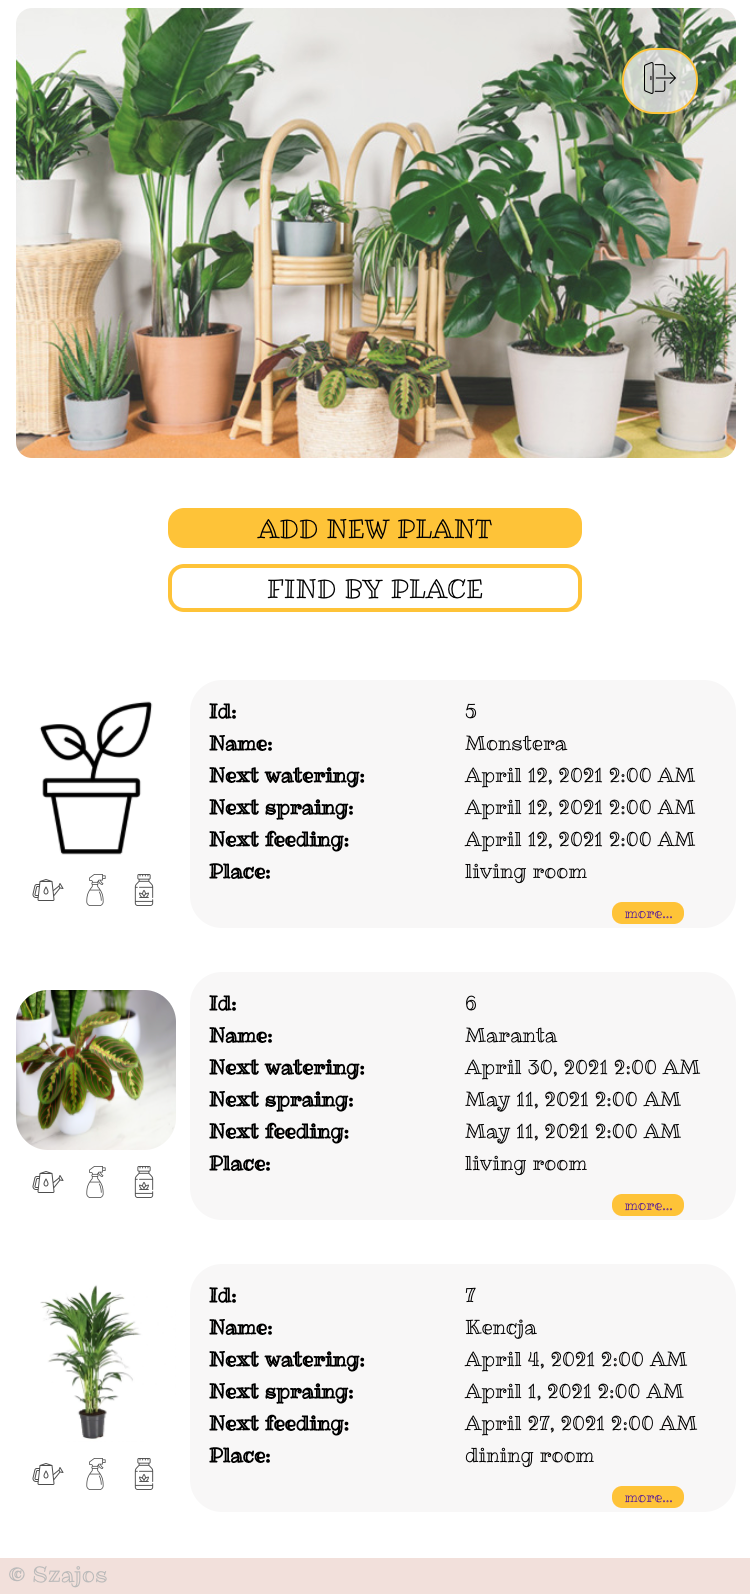 ADD NEW PLANT
FIND BY PLACE
Id: 5
Name: Monstera
Next watering: April 12, 2021 2:00 AM
Next spraing: April 12, 2021 2:00 AM
Next feeding: April 12, 2021 2:00 AM
Place: living room
more...
Id: 6
Name: Maranta
Next watering: April 30, 2021 2:00 AM
Next spraing: May 11, 2021 2:00 AM
Next feeding: May 11, 2021 2:00 AM
Place: living room
more...
Id: 7
Name: Kencja
Next watering: April 4, 2021 2:00 AM
Next spraing: April 1, 2021 2:00 AM
Next feeding: April 27, 2021 2:00 AM
Place: dining room
more...
© Szajos